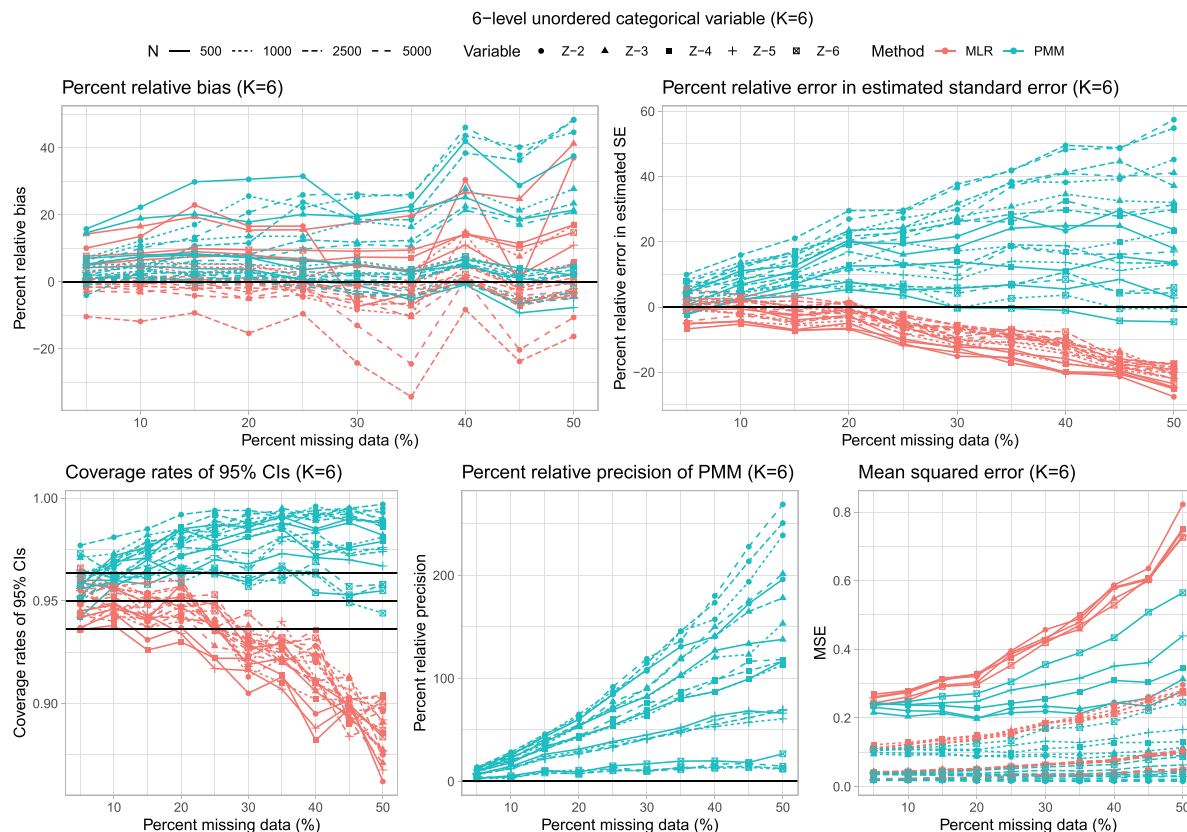 6−level unordered categorical variable (K=6)
N 500 1000 2500 5000 Variable Z−2 Z−3 Z−4 Z−5 Z−6 Method MLR PMM
Percent relative bias (K=6)
Percent relative bias
40
20
0
−20
10 20 30 40 50
Percent missing data (%)
Percent relative error in estimated standard error (K=6)
Percent relative error in estimated SE
60
40
20
0
−20
10 20 30 40 50
Percent missing data (%)
Coverage rates of 95% CIs (K=6)
Coverage rates of 95% CIs
1.00
0.95
0.90
10 20 30 40 50
Percent missing data (%)
Percent relative precision of PMM (K=6)
Percent relative precision
200
100
0
10 20 30 40 50
Percent missing data (%)
Mean squared error (K=6)
MSE
0.8
0.6
0.4
0.2
0.0
10 20 30 40 50
Percent missing data (%)